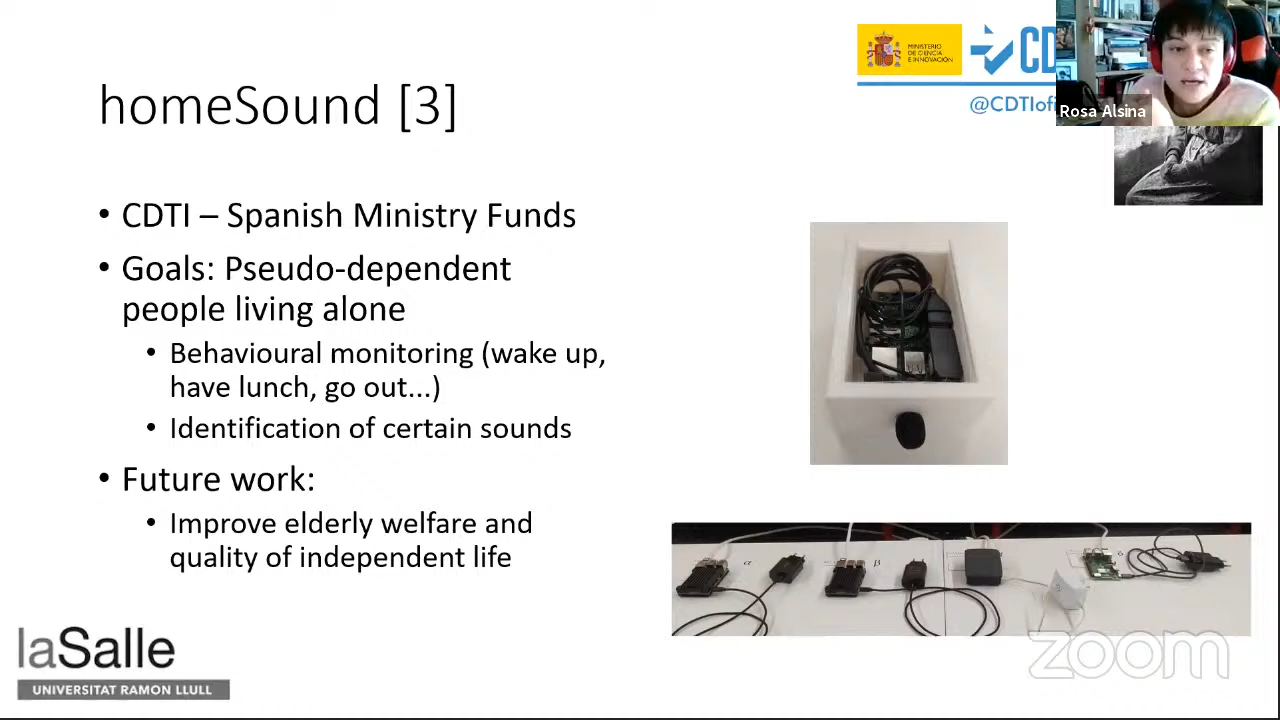 MINISTERIO
DE CIENCIA
E INNOVACIÓN
CD
@CDTIofi
Rosa Alsina
homeSound [3]
• CDTI – Spanish Ministry Funds
• Goals: Pseudo-dependent
people living alone
• Behavioural monitoring (wake up,
have lunch, go out...)
• Identification of certain sounds
• Future work:
• Improve elderly welfare and
quality of independent life
α
β
laSalle
UNIVERSITAT RAMON LLULL
zoom